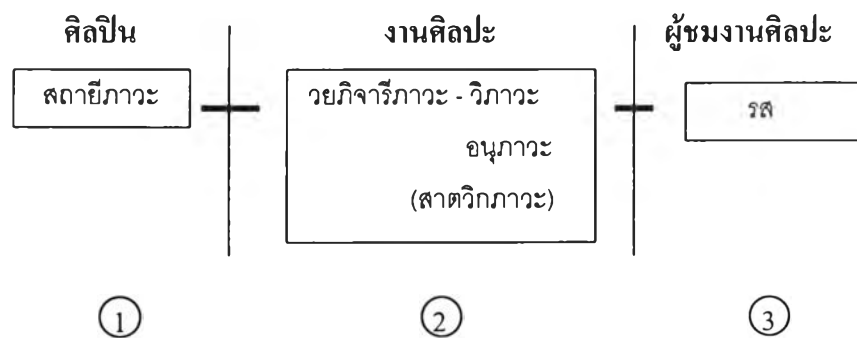 ศิลปิน งานศิลปะ ผู้ชมงานศิลปะ
สถายีภาวะ วยภิจารีภาวะ - วิภาวะ รส
อนุภาวะ
(สาตวิกภาวะ)
1 2 3